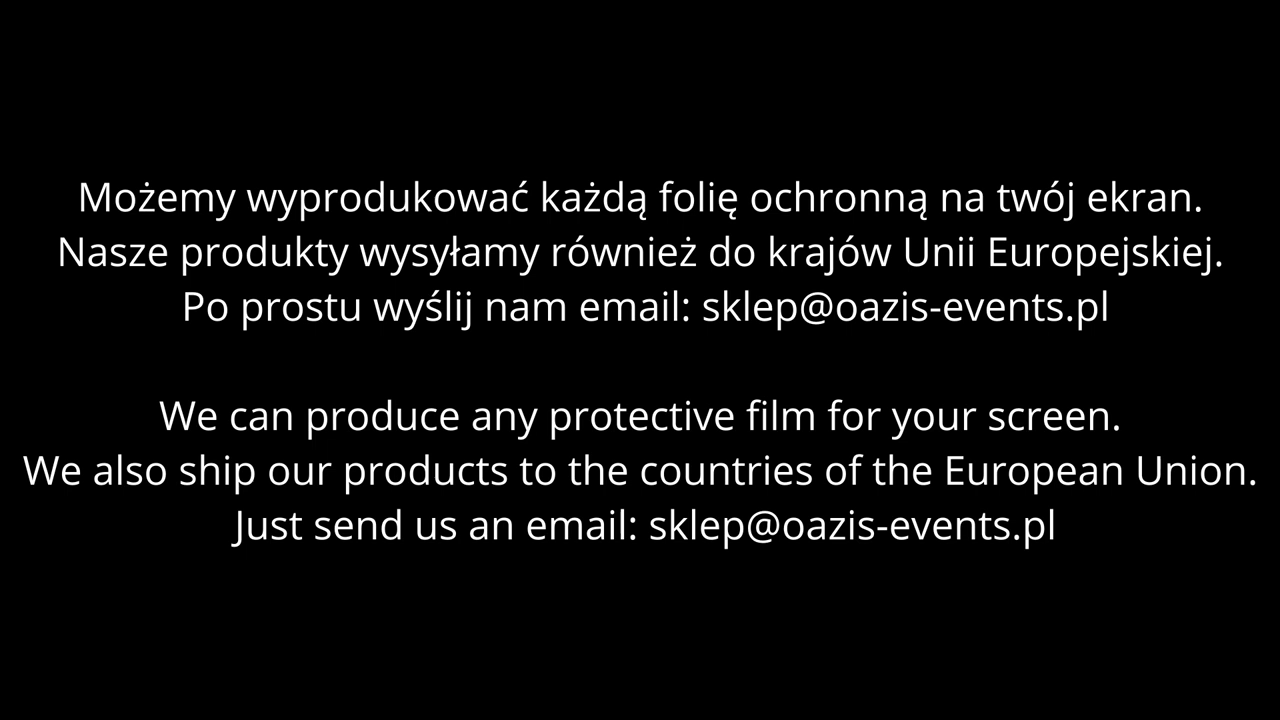 Możemy wyprodukować każdą folię ochronną na twój ekran.
Nasze produkty wysyłamy również do krajów Unii Europejskiej.
Po prostu wyślij nam email: sklep@oazis-events.pl
We can produce any protective film for your screen.
We also ship our products to the countries of the European Union.
Just send us an email: sklep@oazis-events.pl